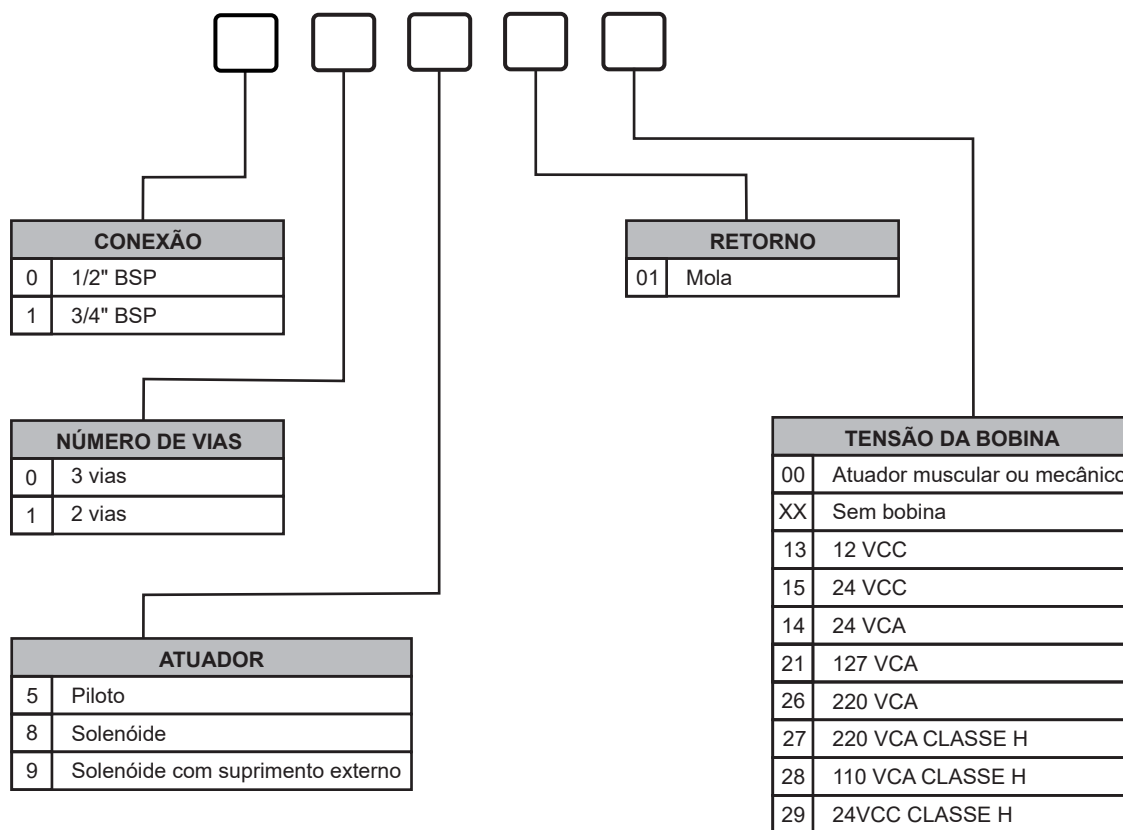 CONEXÃO
0 1/2" BSP
1 3/4" BSP
RETORNO
01 Mola
NÚMERO DE VIAS
0 3 vias
1 2 vias
TENSÃO DA BOBINA
00 Atuador muscular ou mecânico
XX Sem bobina
13 12 VCC
15 24 VCC
14 24 VCA
21 127 VCA
26 220 VCA
27 220 VCA CLASSE H
28 110 VCA CLASSE H
29 24VCC CLASSE H
ATUADOR
5 Piloto
8 Solenóide
9 Solenóide com suprimento externo